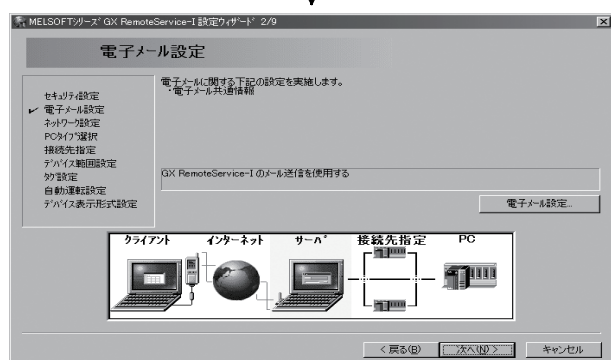 MELSOFTシリーズ GX RemoteService-I 設定ウィザード 2/9
電子メール設定
セキュリティ設定
電子メール設定
ネットワーク設定
PCタイプ選択
接続先指定
デバイス範囲設定
タグ設定
自動運転設定
デバイス表示形式設定
電子メールに関する下記の設定を実施します。
・電子メール共通情報
GX RemoteService-I のメール送信を使用する
電子メール設定...
クライアント インターネット サーバ 接続先指定 PC
< 戻る(B) 次へ(N) > キャンセル